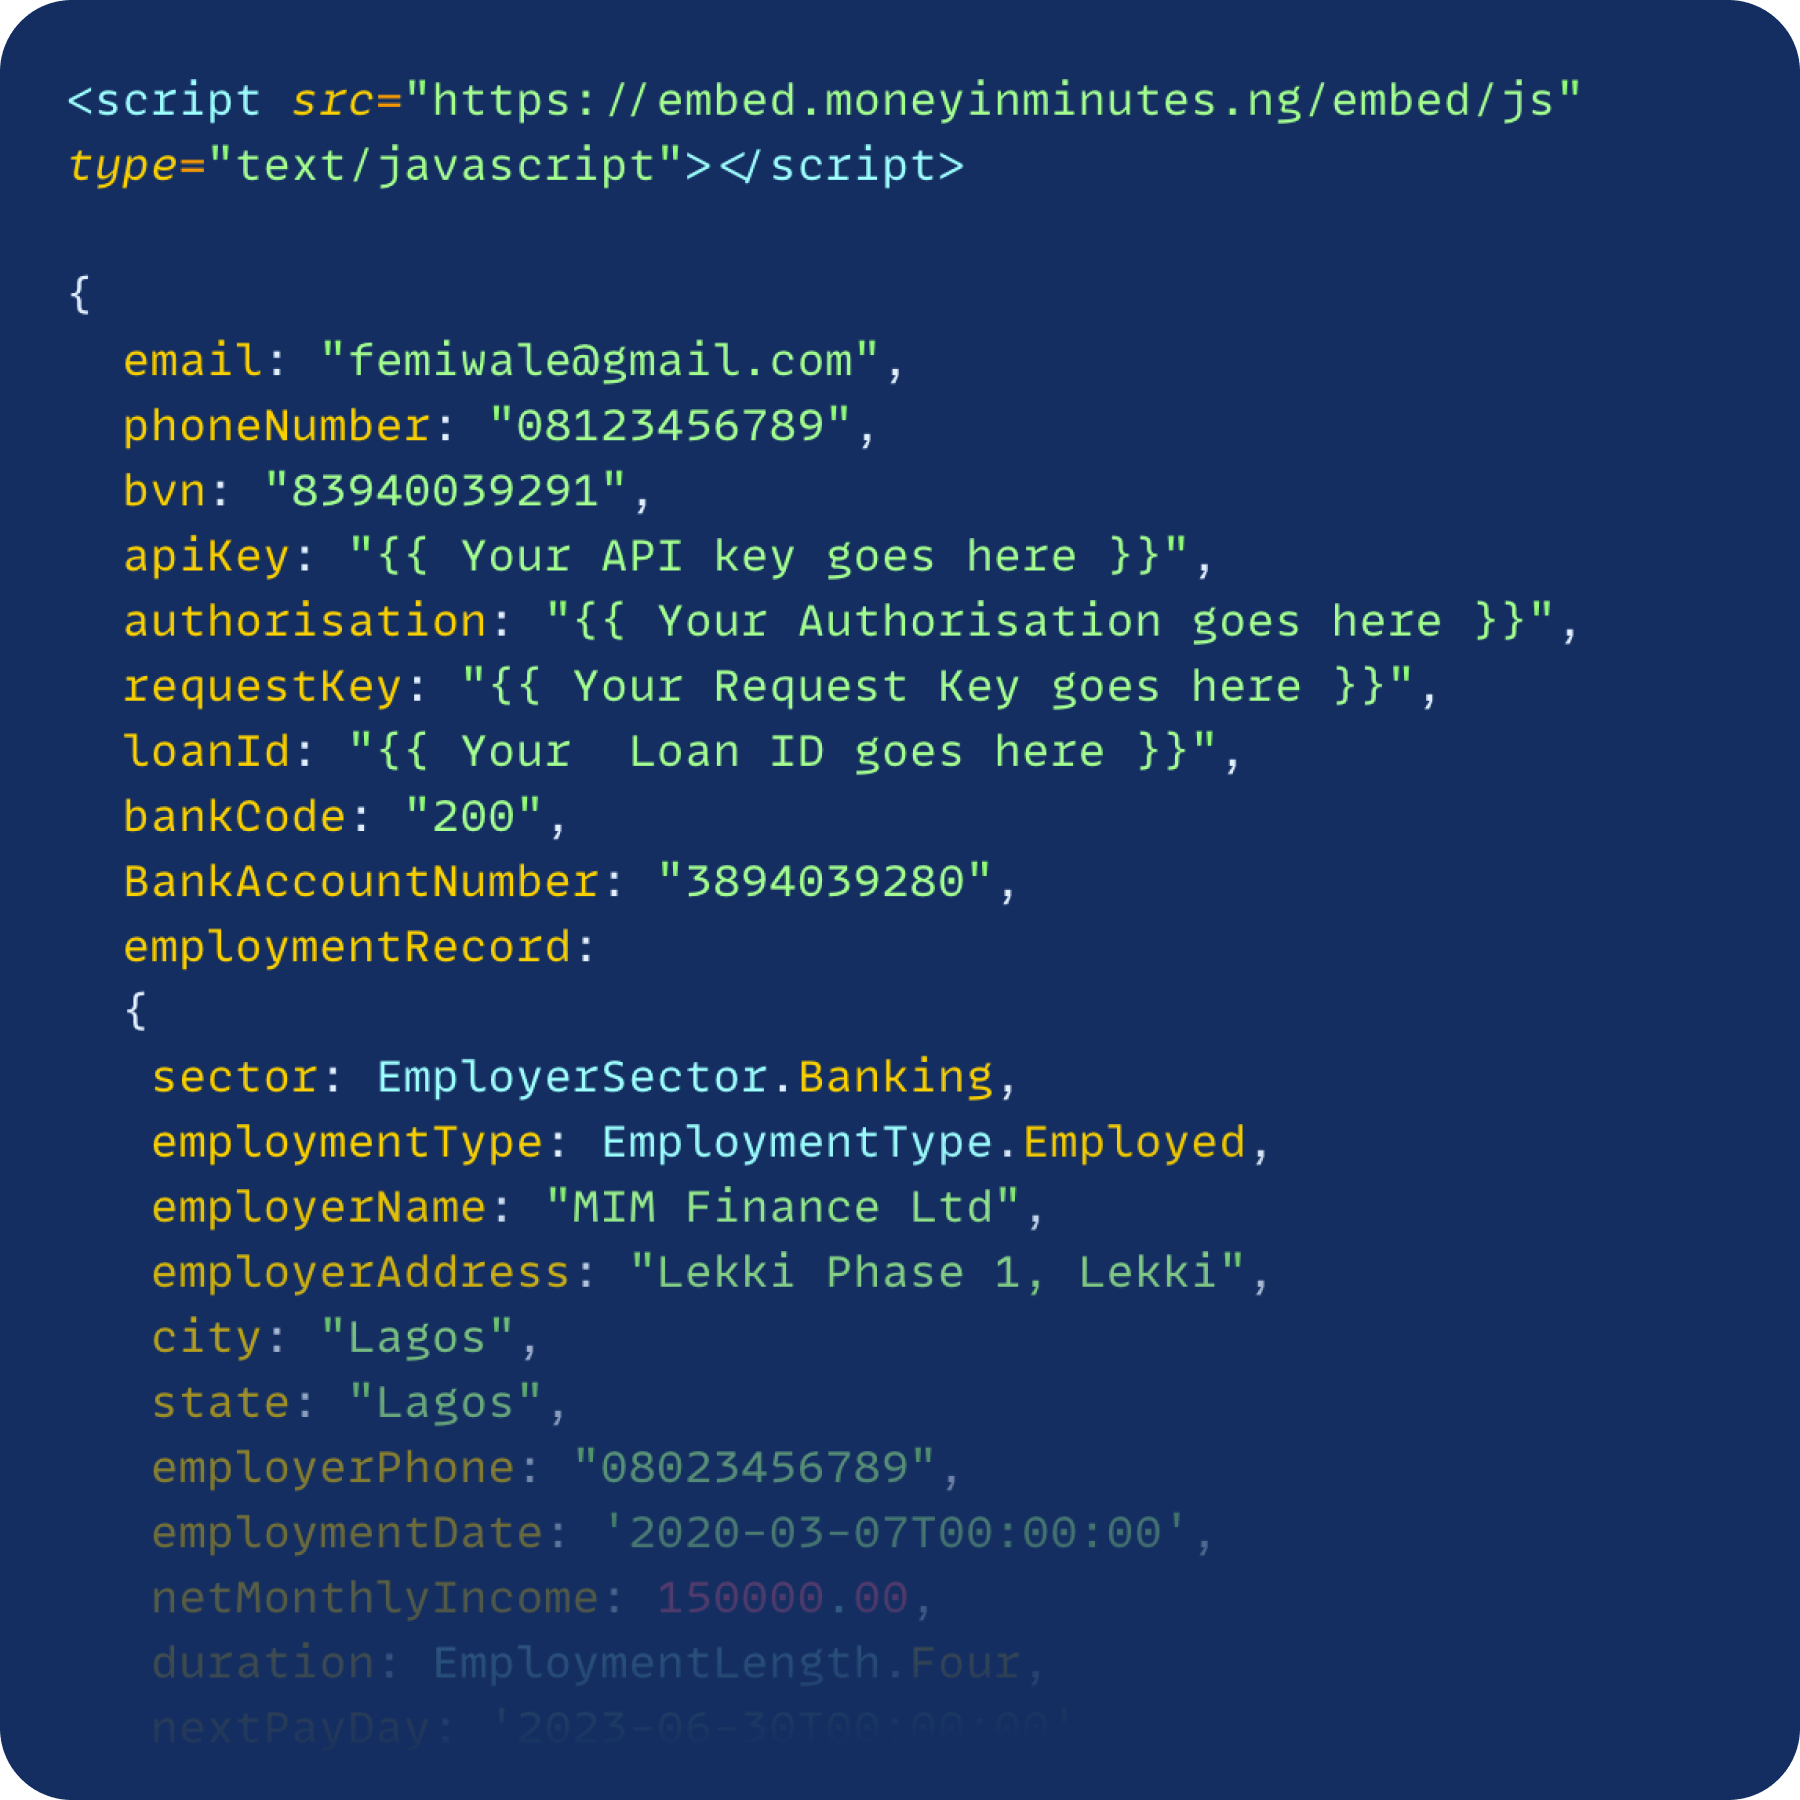 <script src="https://embed.moneyinminutes.ng/embed/js"
type="text/javascript"></script>
{
email: "femiwale@gmail.com",
phoneNumber: "08123456789",
bvn: "83940039291",
apiKey: "{{ Your API key goes here }}",
authorisation: "{{ Your Authorisation goes here }}",
requestKey: "{{ Your Request Key goes here }}",
loanId: "{{ Your  Loan ID goes here }}",
bankCode: "200",
BankAccountNumber: "3894039280",
employmentRecord:
{
sector: EmployerSector.Banking,
employmentType: EmploymentType.Employed,
employerName: "MIM Finance Ltd",
employerAddress: "Lekki Phase 1, Lekki",
city: "Lagos",
state: "Lagos",
employerPhone: "08023456789",
employmentDate: '2020-03-07T00:00:00',
netMonthlyIncome: 150000.00,
duration: EmploymentLength.Four,
nextPayDay: '2023-06-30T00:00:00'